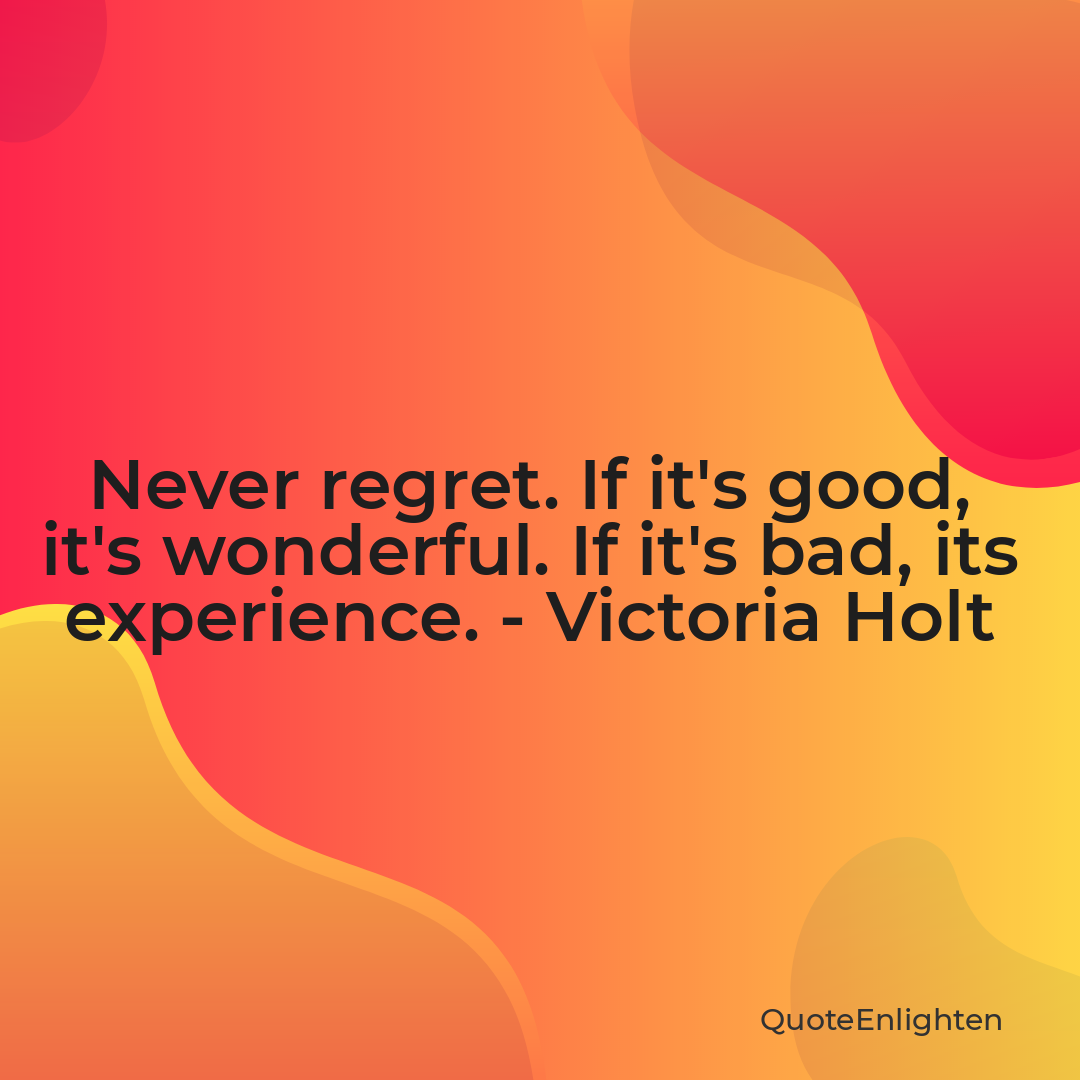 Never regret. If it's good,
it's wonderful. If it's bad, its
experience. - Victoria Holt
QuoteEnlighten